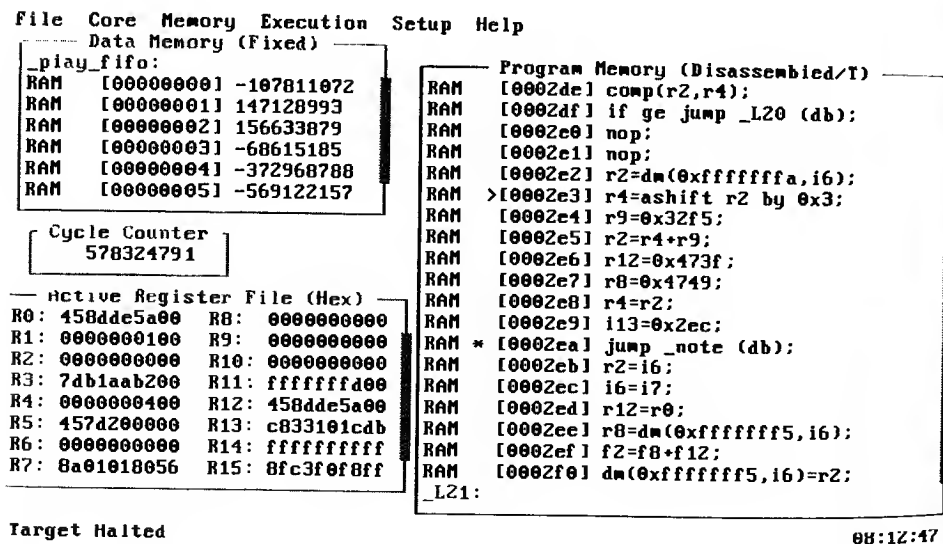 File Core Memory Execution Setup Help
Data Memory (Fixed)
_play_fifo:
RAM [00000000] -107811072
RAM [00000001] 147128993
RAM [00000002] 156633879
RAM [00000003] -68615185
RAM [00000004] -372968788
RAM [00000005] -569122157
Cycle Counter
578324791
Active Register File (Hex)
R0: 458dde5a00 R8: 0000000000
R1: 0000000100 R9: 0000000000
R2: 0000000000 R10: 0000000000
R3: 7db1aab200 R11: fffffffd00
R4: 0000000400 R12: 458dde5a00
R5: 457d200000 R13: c833101cdb
R6: 0000000000 R14: ffffffffff
R7: 8a01018056 R15: 8fc3f0f8ff
Program Memory (Disassembled/T)
RAM [0002de] comp(r2,r4);
RAM [0002df] if ge jump _L20 (db);
RAM [0002e0] nop;
RAM [0002e1] nop;
RAM [0002e2] r2=dm(0xfffffffa,i6);
RAM >[0002e3] r4=ashift r2 by 0x3;
RAM [0002e4] r9=0x32f5;
RAM [0002e5] r2=r4+r9;
RAM [0002e6] r12=0x473f;
RAM [0002e7] r8=0x4749;
RAM [0002e8] r4=r2;
RAM [0002e9] i13=0x2ec;
RAM * [0002ea] jump _note (db);
RAM [0002eb] r2=i6;
RAM [0002ec] i6=i7;
RAM [0002ed] r12=r0;
RAM [0002ee] r8=dm(0xfffffff5,i6);
RAM [0002ef] f2=f8+f12;
RAM [0002f0] dm(0xfffffff5,i6)=r2;
_L21:
Target Halted
08:12:47